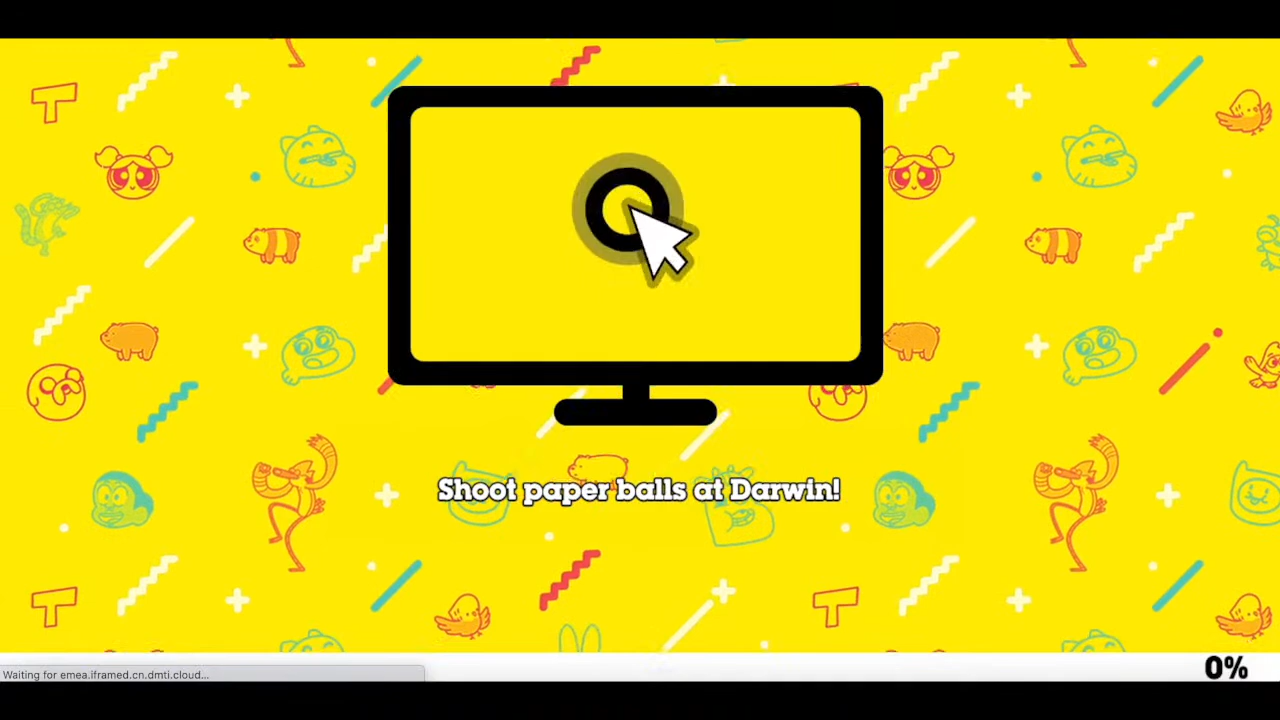 Shoot paper balls at Darwin!
0%
Waiting for emea.iframed.cn.dmti.cloud...